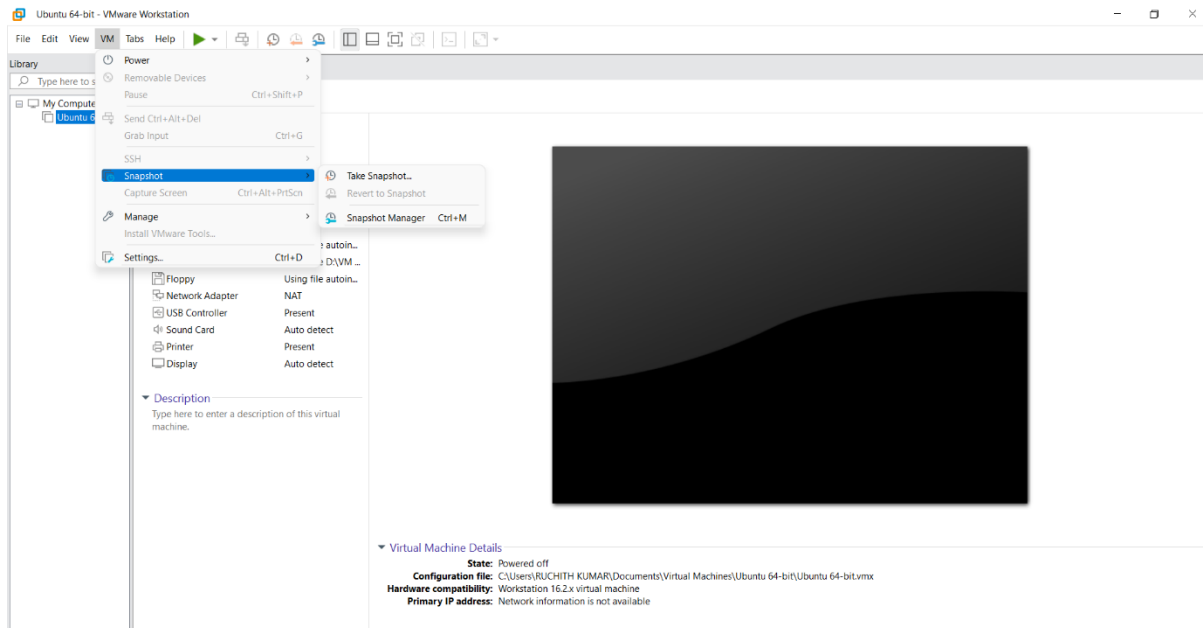 Ubuntu 64-bit - VMware Workstation
File Edit View VM Tabs Help
Library
Type here to s
My Compute
Ubuntu 6
Power
Removable Devices
Pause Ctrl+Shift+P
Send Ctrl+Alt+Del
Grab Input Ctrl+G
SSH
Snapshot
Capture Screen Ctrl+Alt+PrtScn
Manage
Install VMware Tools...
Settings... Ctrl+D
Take Snapshot...
Revert to Snapshot
Snapshot Manager Ctrl+M
autoin...
D:\VM ...
Floppy Using file autoin...
Network Adapter NAT
USB Controller Present
Sound Card Auto detect
Printer Present
Display Auto detect
Description
Type here to enter a description of this virtual
machine.
Virtual Machine Details
State: Powered off
Configuration file: C:\Users\RUCHITH KUMAR\Documents\Virtual Machines\Ubuntu 64-bit\Ubuntu 64-bit.vmx
Hardware compatibility: Workstation 16.2.x virtual machine
Primary IP address: Network information is not available